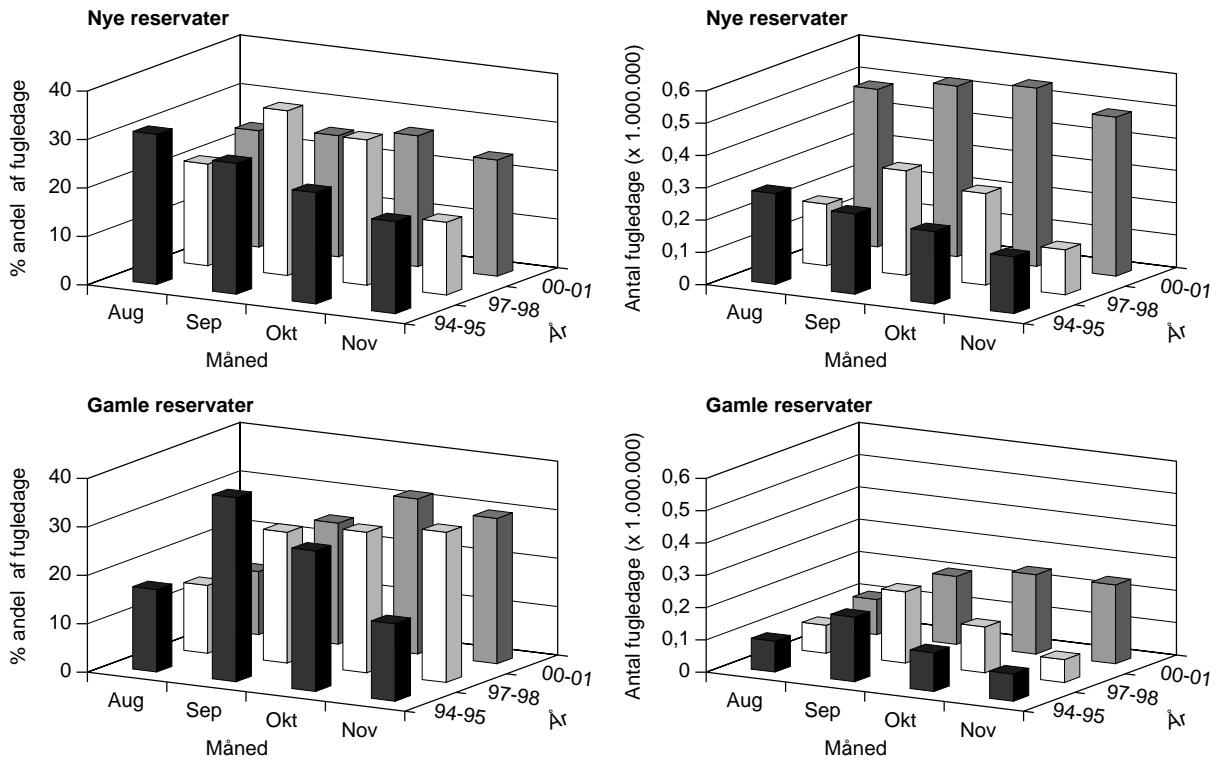 Nye reservater
% andel af fugledage
40
30
20
10
0
Aug
Sep
Okt
Nov
Måned
94-95
97-98
00-01
År
Nye reservater
Antal fugledage (x 1.000.000)
0,6
0,5
0,4
0,3
0,2
0,1
0
Aug
Sep
Okt
Nov
Måned
94-95
97-98
00-01
År
Gamle reservater
% andel af fugledage
40
30
20
10
0
Aug
Sep
Okt
Nov
Måned
94-95
97-98
00-01
År
Gamle reservater
Antal fugledage (x 1.000.000)
0,6
0,5
0,4
0,3
0,2
0,1
0
Aug
Sep
Okt
Nov
Måned
94-95
97-98
00-01
År